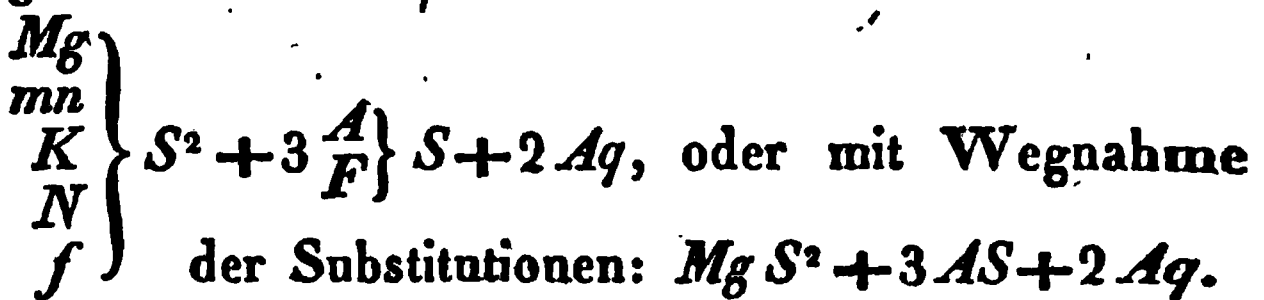 Mg
mn
K
N
f
} S² + 3 A/F} S + 2 Aq, oder mit Wegnahme
der Substitutionen: Mg S² + 3 AS + 2 Aq.